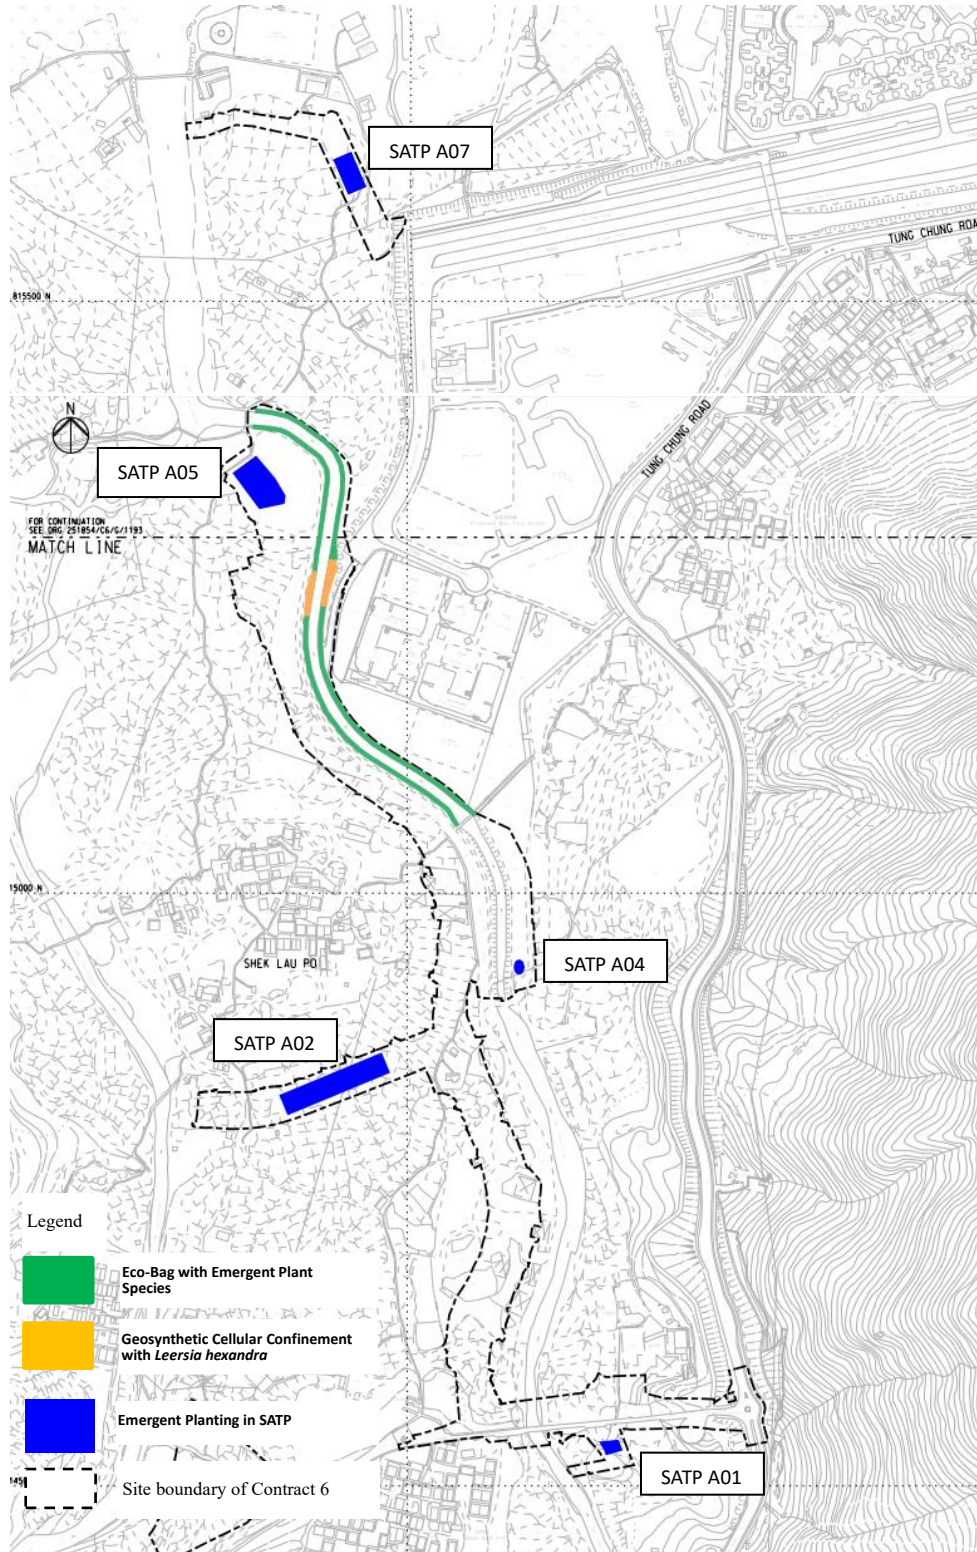 SATP A07
TUNG CHUNG ROA
815500 N
N
TUNG CHUNG ROAD
SATP A05
FOR CONTINUATION
SEE DRG 251854/C6/G/1193
MATCH LINE
15000 N
SHEK LAU PO
SATP A04
SATP A02
Legend
Eco-Bag with Emergent Plant
Species
Geosynthetic Cellular Confinement
with Leersia hexandra
Emergent Planting in SATP
Site boundary of Contract 6
SATP A01